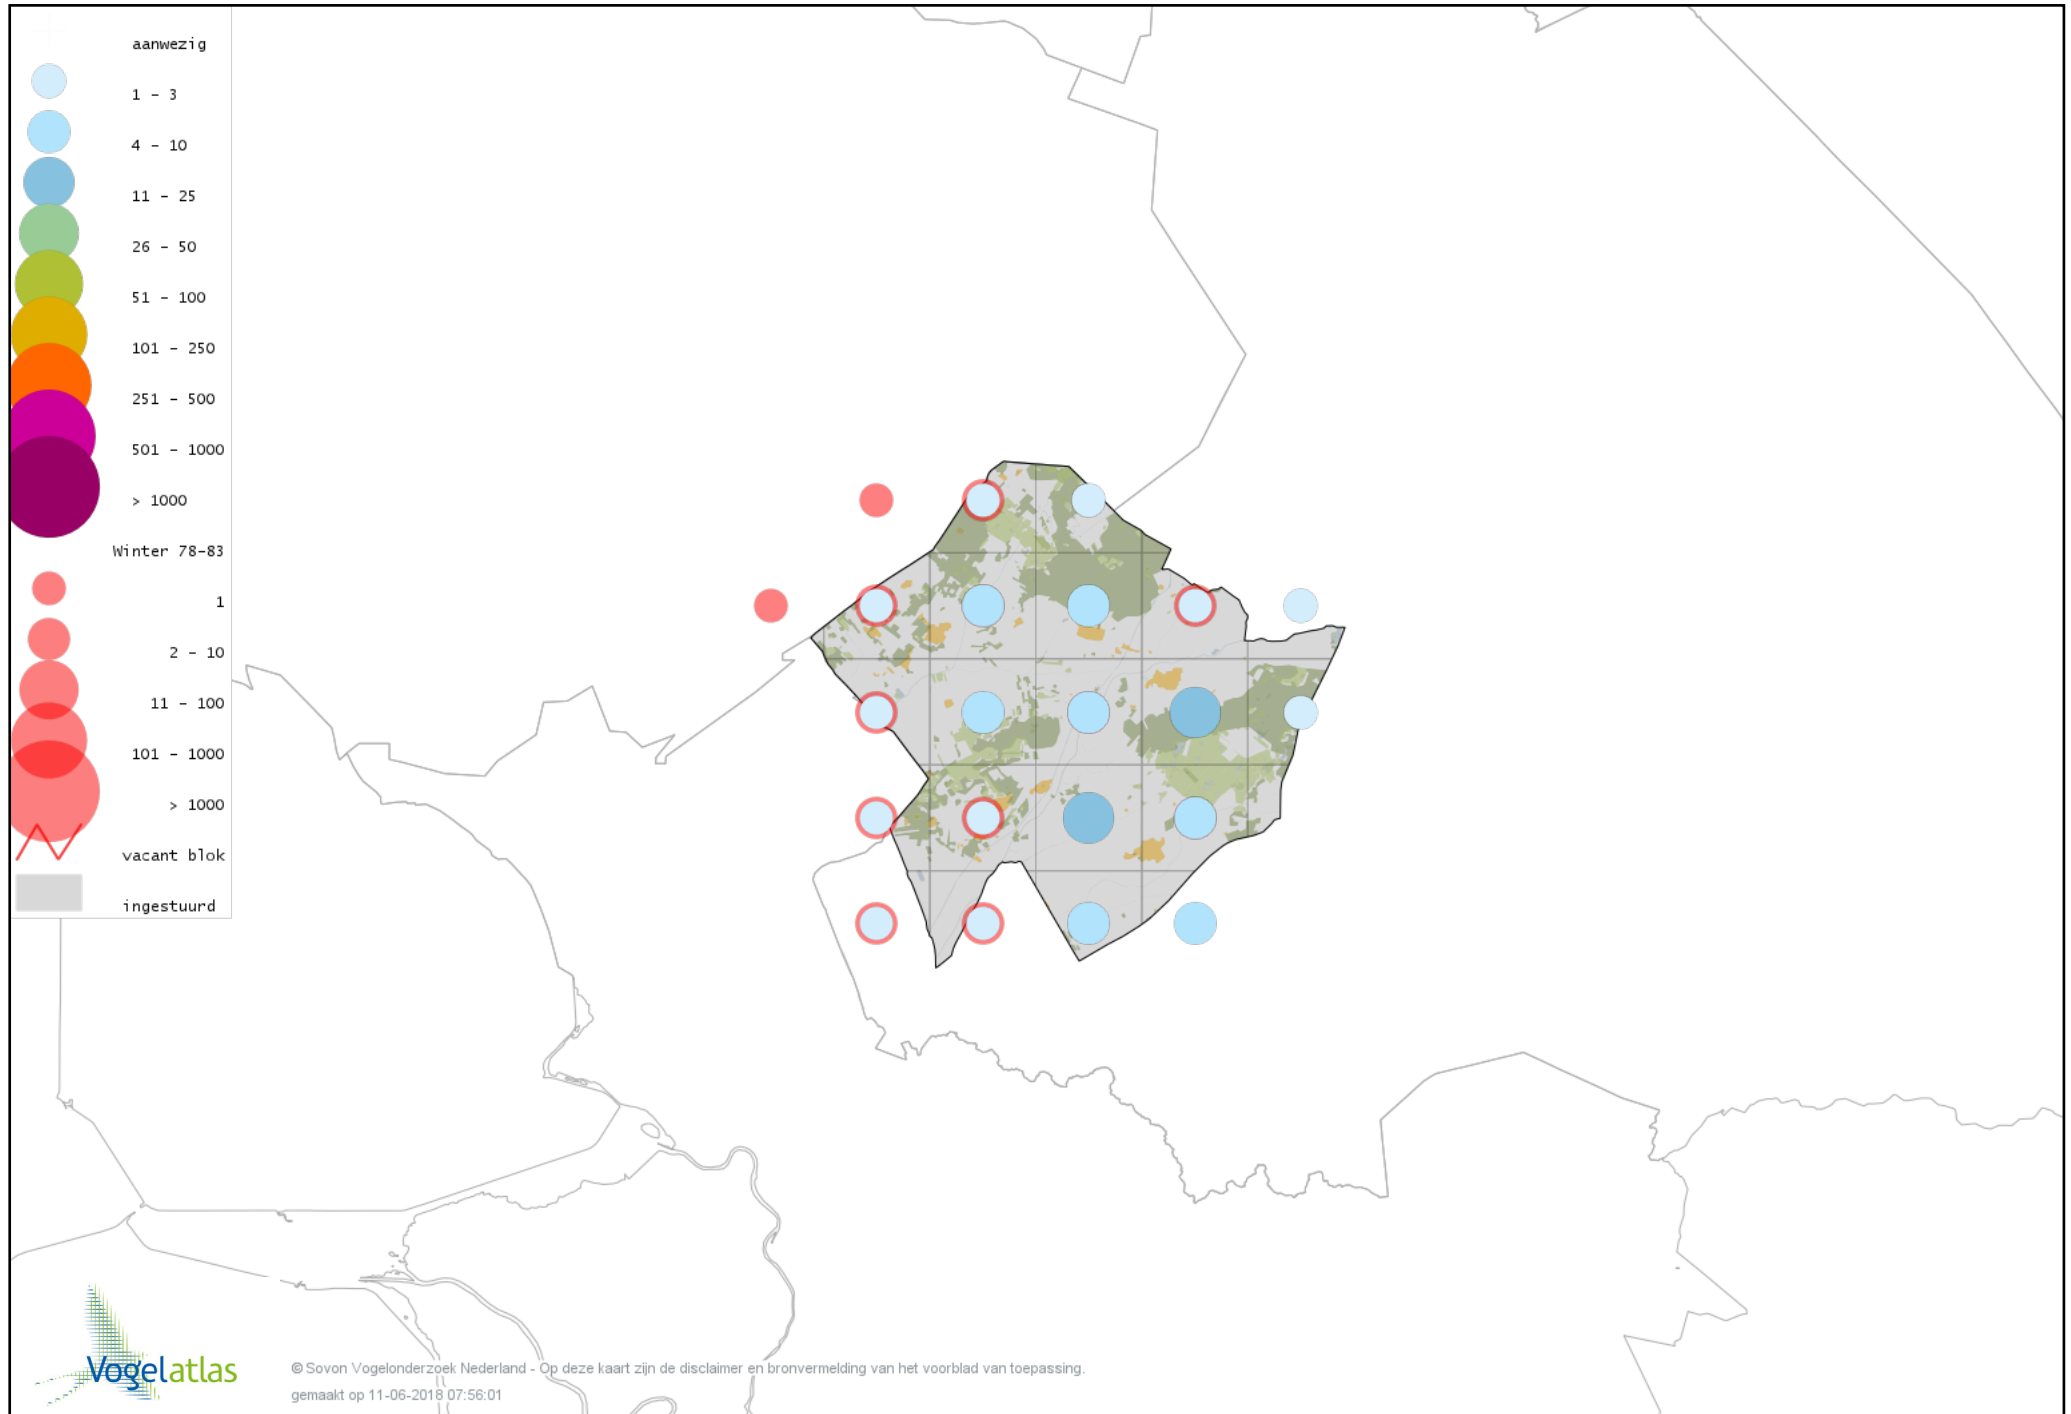 aanwezig
1 - 3
4 - 10
11 - 25
26 - 50
51 - 100
101 - 250
251 - 500
501 - 1000
> 1000
Winter 78-83
1
2 - 10
11 - 100
101 - 1000
> 1000
vacant blok
ingestuurd
Vogelatlas
© Sovon Vogelonderzoek Nederland - Op deze kaart zijn de disclaimer en bronvermelding van het voorblad van toepassing.
gemaakt op 11-06-2018 07:56:01